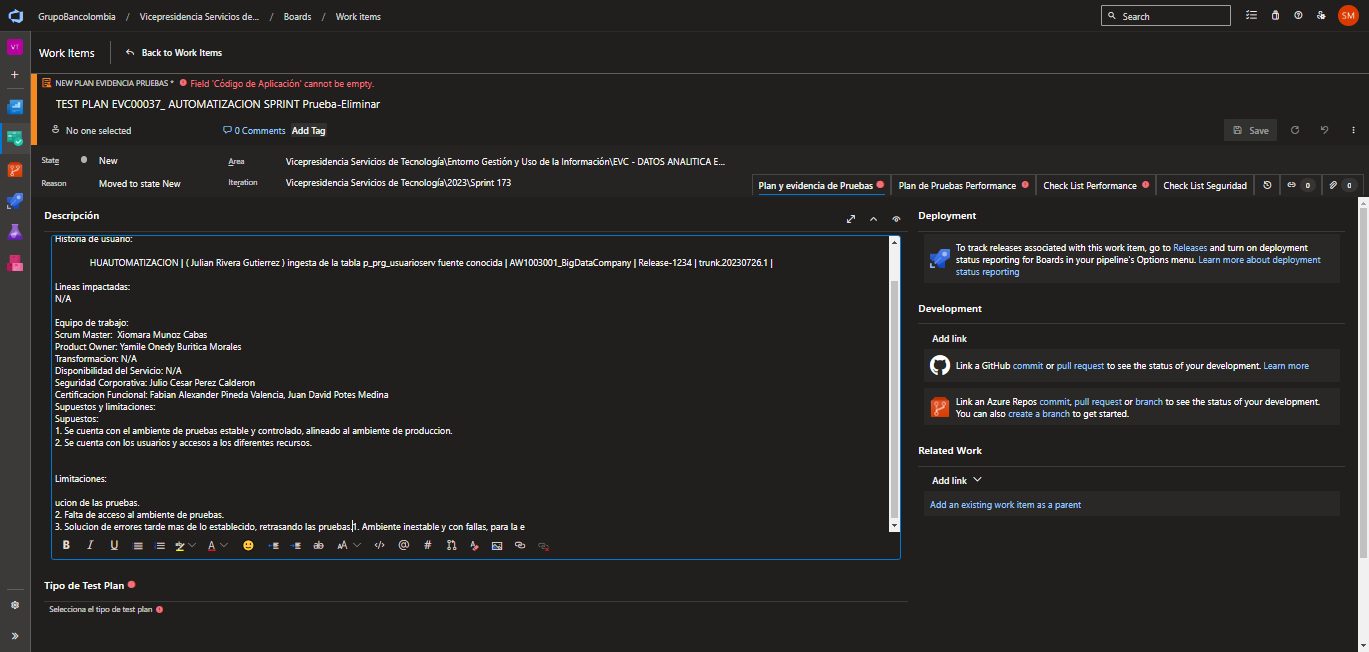 GrupoBancolombia / Vicepresidencia Servicios de... / Boards / Work items
Search
SM
VT
Work Items
Back to Work Items
NEW PLAN EVIDENCIA PRUEBAS * Field 'Código de Aplicación' cannot be empty.
TEST PLAN EVC00037_ AUTOMATIZACION SPRINT Prueba-Eliminar
No one selected
0 Comments
Add Tag
Save
State
New
Area
Vicepresidencia Servicios de Tecnología\Entorno Gestión y Uso de la Información\EVC - DATOS ANALITICA E...
Reason
Moved to state New
Iteration
Vicepresidencia Servicios de Tecnología\2023\Sprint 173
Plan y evidencia de Pruebas
Plan de Pruebas Performance
Check List Performance
Check List Seguridad
0
0
Descripción
Historia de usuario:
HUAUTOMATIZACION | ( Julian Rivera Gutierrez ) ingesta de la tabla p_prg_usuarioserv fuente conocida | AW1003001_BigDataCompany | Release-1234 | trunk.20230726.1 |
Lineas impactadas:
N/A
Equipo de trabajo:
Scrum Master: Xiomara Munoz Cabas
Product Owner: Yamile Onedy Buritica Morales
Transformacion: N/A
Disponibilidad del Servicio: N/A
Seguridad Corporativa: Julio Cesar Perez Calderon
Certificacion Funcional: Fabian Alexander Pineda Valencia, Juan David Potes Medina
Supuestos y limitaciones:
Supuestos:
1. Se cuenta con el ambiente de pruebas estable y controlado, alineado al ambiente de produccion.
2. Se cuenta con los usuarios y accesos a los diferentes recursos.
Limitaciones:
ucion de las pruebas.
2. Falta de acceso al ambiente de pruebas.
3. Solucion de errores tarde mas de lo establecido, retrasando las pruebas.1. Ambiente inestable y con fallas, para la e
Tipo de Test Plan
Selecciona el tipo de test plan
Deployment
To track releases associated with this work item, go to Releases and turn on deployment
status reporting for Boards in your pipeline's Options menu. Learn more about deployment
status reporting
Development
Add link
Link a GitHub commit or pull request to see the status of your development. Learn more
Link an Azure Repos commit, pull request or branch to see the status of your development.
You can also create a branch to get started.
Related Work
Add link
Add an existing work item as a parent